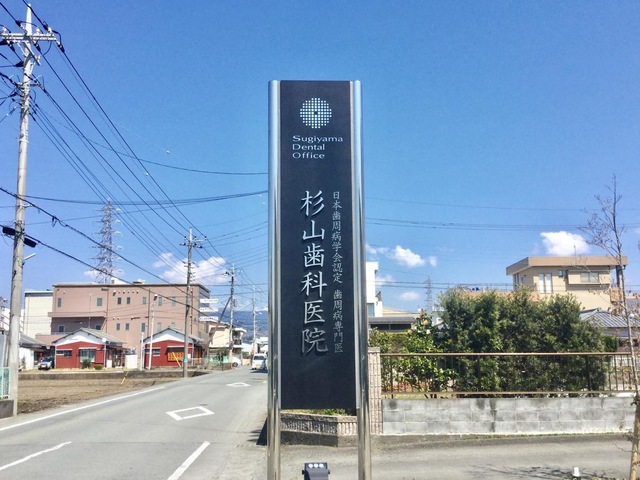 Sugiyama
Dental
Office
日本歯周病学会認定 歯周病専門医
杉山歯科医院